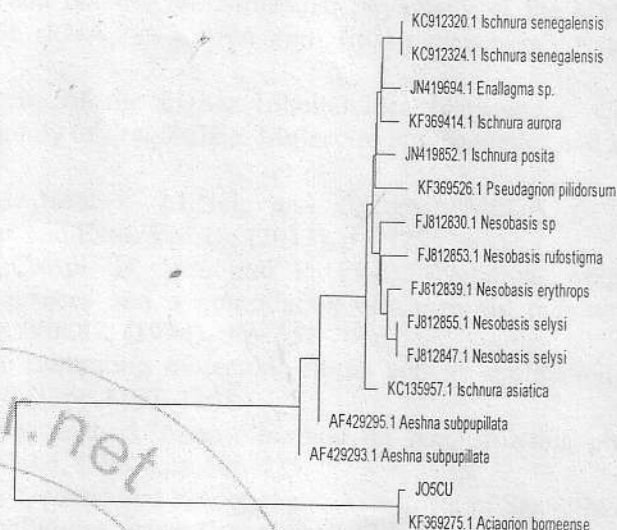 KC912320.1 Ischnura senegalensis
KC912324.1 Ischnura senegalensis
JN419694.1 Enallagma sp.
KF369414.1 Ischnura aurora
JN419852.1 Ischnura posita
KF369526.1 Pseudagrion pilidorsum
FJ812830.1 Nesobasis sp
FJ812853.1 Nesobasis rufostigma
FJ812839.1 Nesobasis erythrops
FJ812855.1 Nesobasis selysi
FJ812847.1 Nesobasis selysi
KC135957.1 Ischnura asiatica
AF429295.1 Aeshna subpupillata
AF429293.1 Aeshna subpupillata
r.net
JO5CU
KF369275.1 Aciagrion borneense